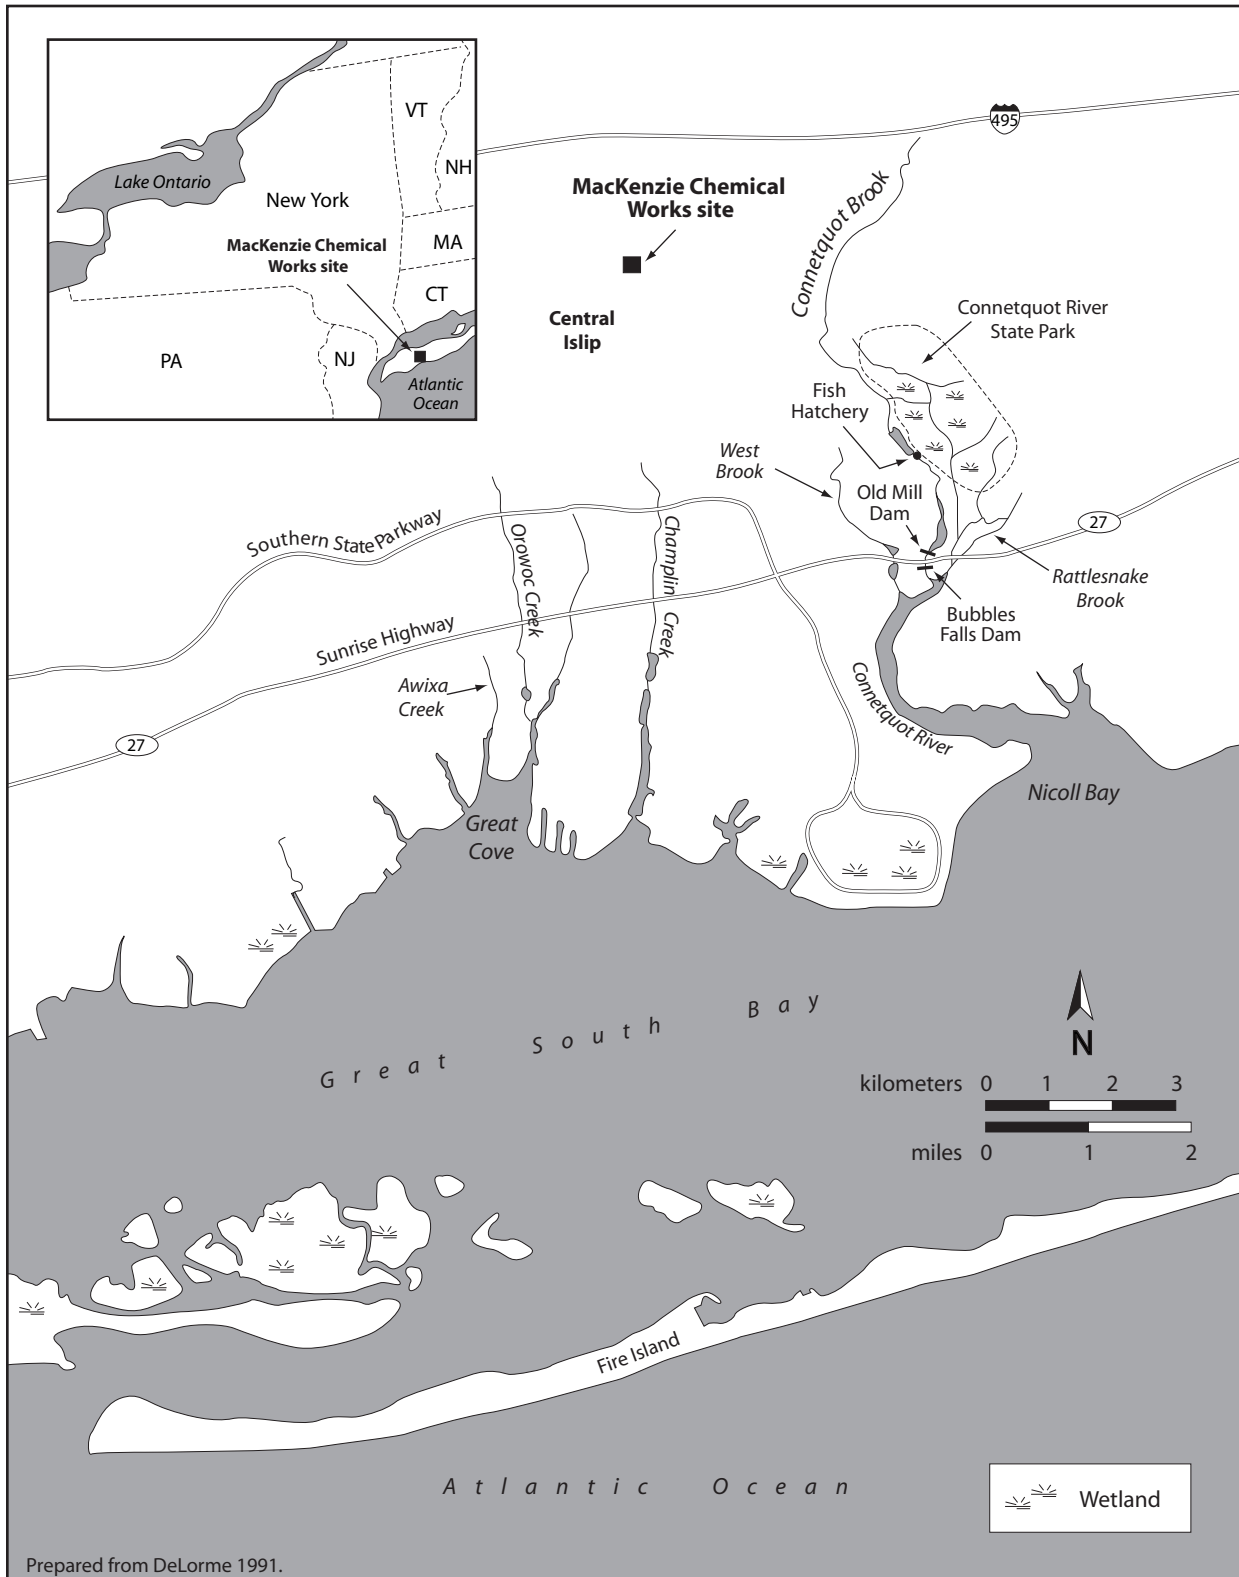 495
VT
NH
Lake Ontario
New York
MacKenzie Chemical
Works site
MA
CT
PA
NJ
Atlantic
Ocean
MacKenzie Chemical
Works site
Connetquot Brook
Central
Islip
Connetquot River
State Park
Fish
Hatchery
West
Brook
Old Mill
Dam
27
Southern State Parkway
Orowoc Creek
Champlin Creek
Rattlesnake
Brook
Bubbles
Falls Dam
Sunrise Highway
Awixa
Creek
27
Connetquot River
Nicoll Bay
Great
Cove
Great South Bay
N
kilometers 0 1 2 3
miles 0 1 2
Fire Island
Atlantic Ocean
Wetland
Prepared from DeLorme 1991.